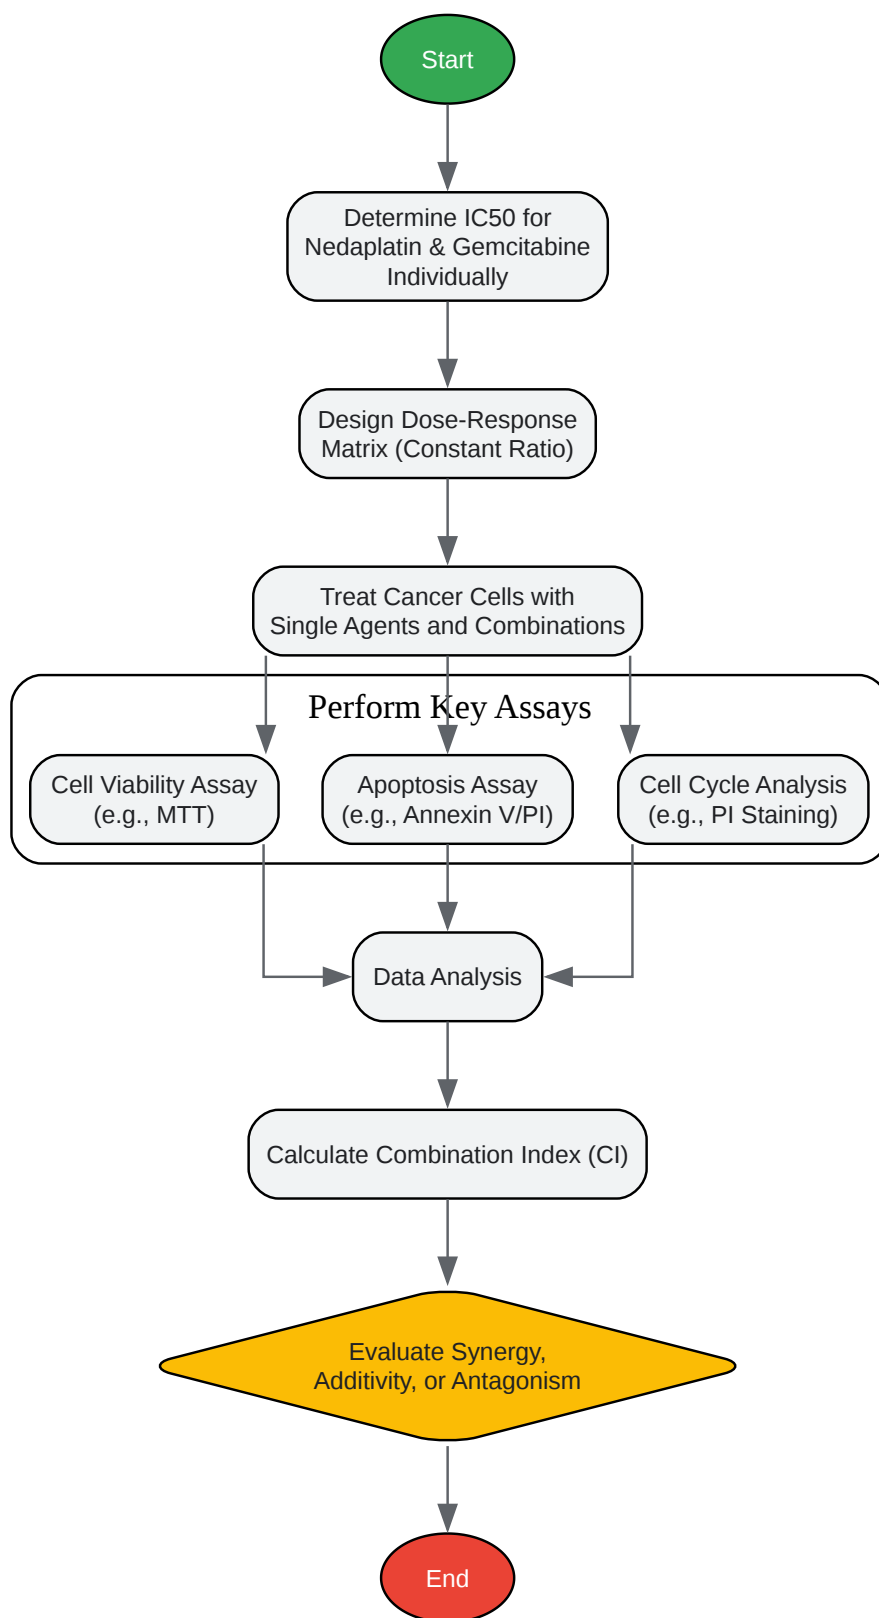 Start
Determine IC50 for
Nedaplatin & Gemcitabine
Individually
Design Dose-Response
Matrix (Constant Ratio)
Treat Cancer Cells with
Single Agents and Combinations
Perform Key Assays
Cell Viability Assay
(e.g., MTT)
Apoptosis Assay
(e.g., Annexin V/PI)
Cell Cycle Analysis
(e.g., PI Staining)
Data Analysis
Calculate Combination Index (CI)
Evaluate Synergy,
Additivity, or Antagonism
End